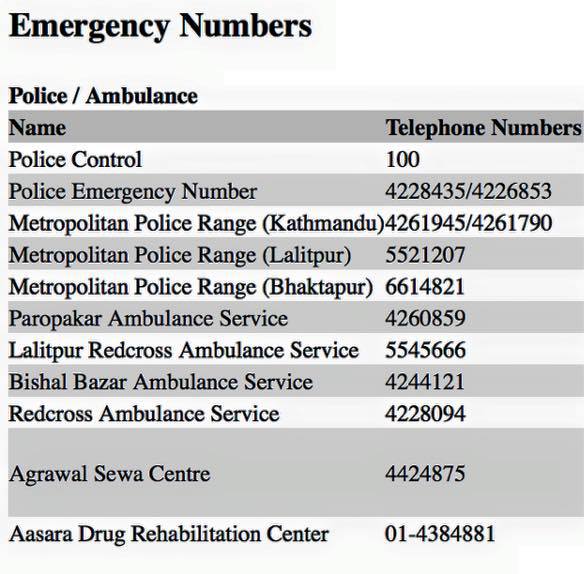 Emergency Numbers
Police / Ambulance
Name Telephone Numbers
Police Control 100
Police Emergency Number 4228435/4226853
Metropolitan Police Range (Kathmandu)4261945/4261790
Metropolitan Police Range (Lalitpur) 5521207
Metropolitan Police Range (Bhaktapur) 6614821
Paropakar Ambulance Service 4260859
Lalitpur Redcross Ambulance Service 5545666
Bishal Bazar Ambulance Service 4244121
Redcross Ambulance Service 4228094
Agrawal Sewa Centre 4424875
Aasara Drug Rehabilitation Center 01-4384881